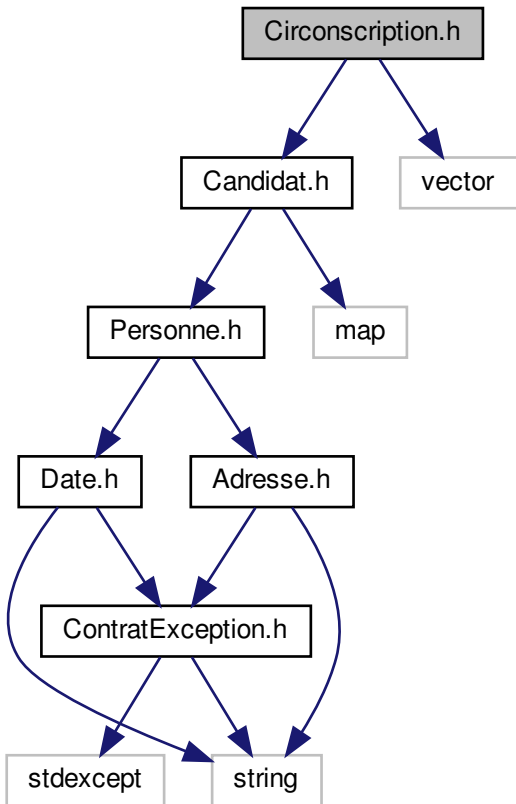 Circonscription.h
Candidat.h
vector
Personne.h
map
Date.h
Adresse.h
ContratException.h
stdexcept
string